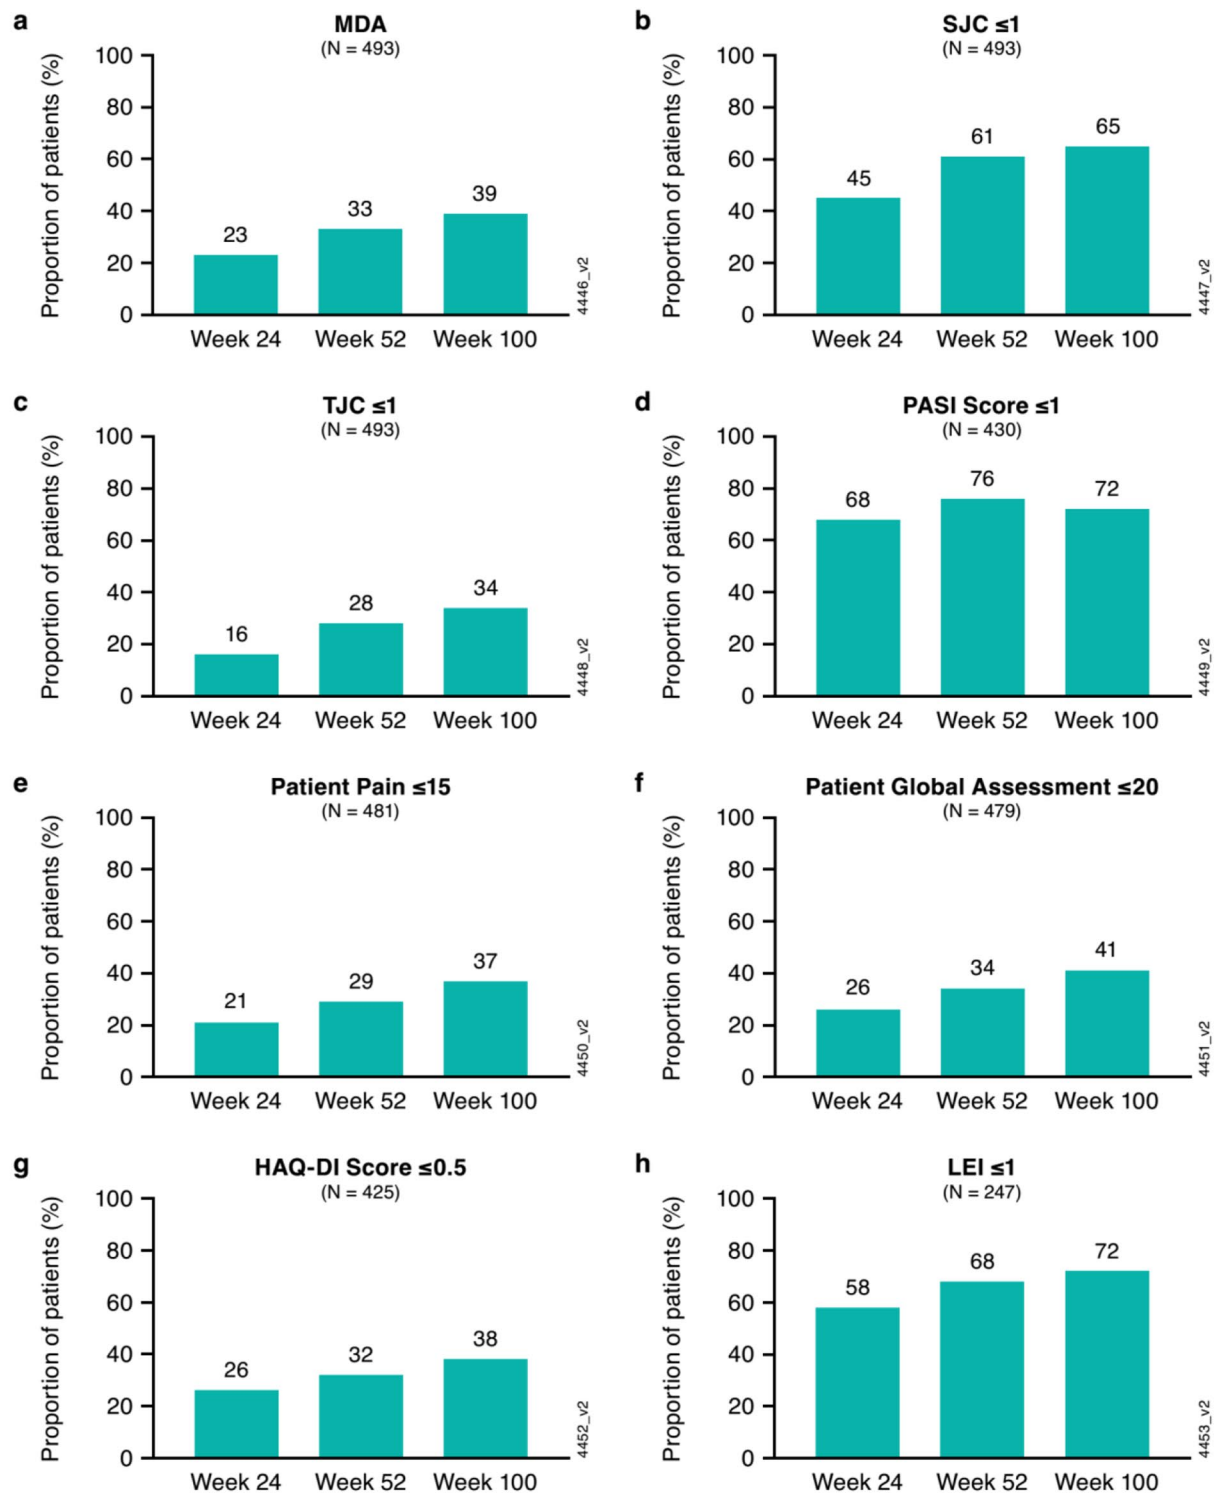 a
MDA
(N = 493)
Proportion of patients (%)
100
80
60
40
20
0
23
33
39
Week 24 Week 52 Week 100
4446_v2
b
SJC ≤1
(N = 493)
Proportion of patients (%)
100
80
60
40
20
0
45
61
65
Week 24 Week 52 Week 100
4447_v2
c
TJC ≤1
(N = 493)
Proportion of patients (%)
100
80
60
40
20
0
16
28
34
Week 24 Week 52 Week 100
4448_v2
d
PASI Score ≤1
(N = 430)
Proportion of patients (%)
100
80
60
40
20
0
68
76
72
Week 24 Week 52 Week 100
4449_v2
e
Patient Pain ≤15
(N = 481)
Proportion of patients (%)
100
80
60
40
20
0
21
29
37
Week 24 Week 52 Week 100
4450_v2
f
Patient Global Assessment ≤20
(N = 479)
Proportion of patients (%)
100
80
60
40
20
0
26
34
41
Week 24 Week 52 Week 100
4451_v2
g
HAQ-DI Score ≤0.5
(N = 425)
Proportion of patients (%)
100
80
60
40
20
0
26
32
38
Week 24 Week 52 Week 100
4452_v2
h
LEI ≤1
(N = 247)
Proportion of patients (%)
100
80
60
40
20
0
58
68
72
Week 24 Week 52 Week 100
4453_v2